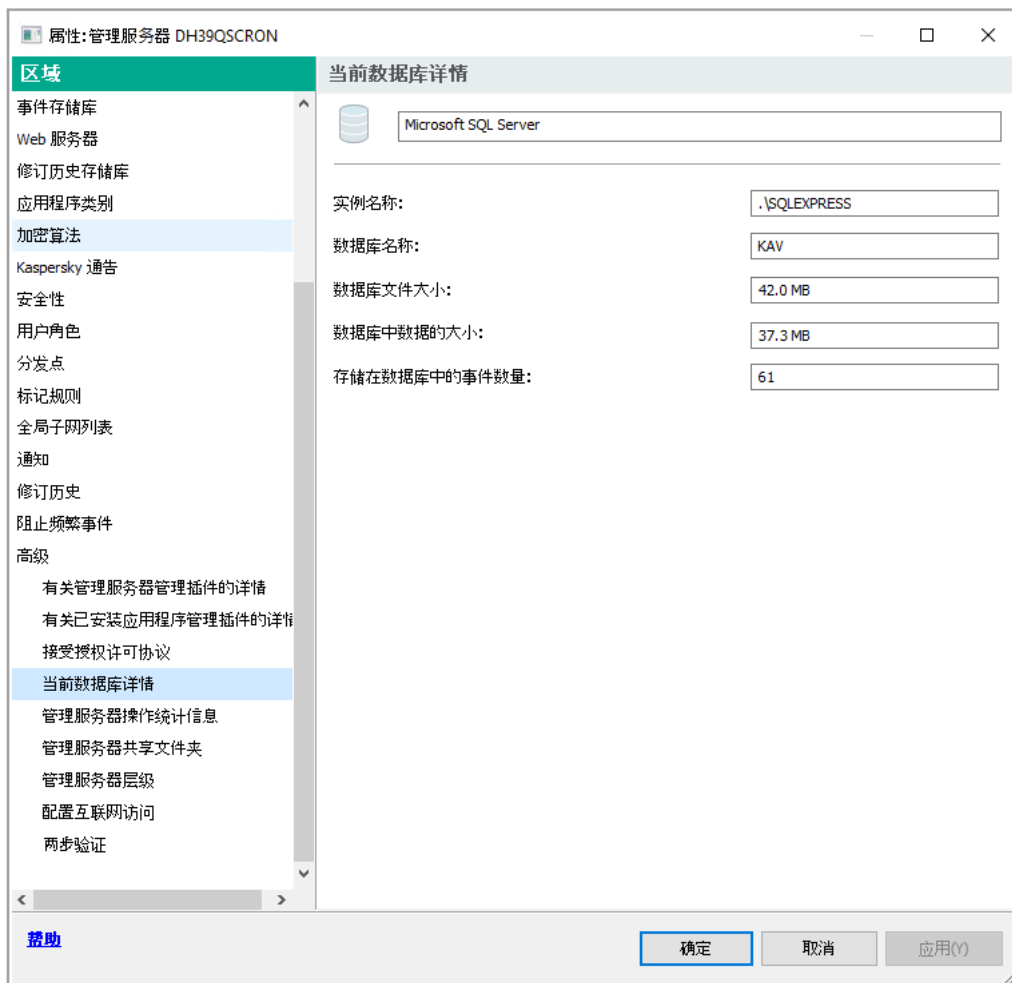 属性:管理服务器 DH39QSCRON
区域
事件存储库
Web 服务器
修订历史存储库
应用程序类别
加密算法
Kaspersky 通告
安全性
用户角色
分发点
标记规则
全局子网列表
通知
修订历史
阻止频繁事件
高级
有关管理服务器管理插件的详情
有关已安装应用程序管理插件的详情
接受授权许可协议
当前数据库详情
管理服务器操作统计信息
管理服务器共享文件夹
管理服务器层级
配置互联网访问
两步验证
当前数据库详情
Microsoft SQL Server
实例名称: .\SQLEXPRESS
数据库名称: KAV
数据库文件大小: 42.0 MB
数据库中数据的大小: 37.3 MB
存储在数据库中的事件数量: 61
帮助
确定 取消 应用(Y)